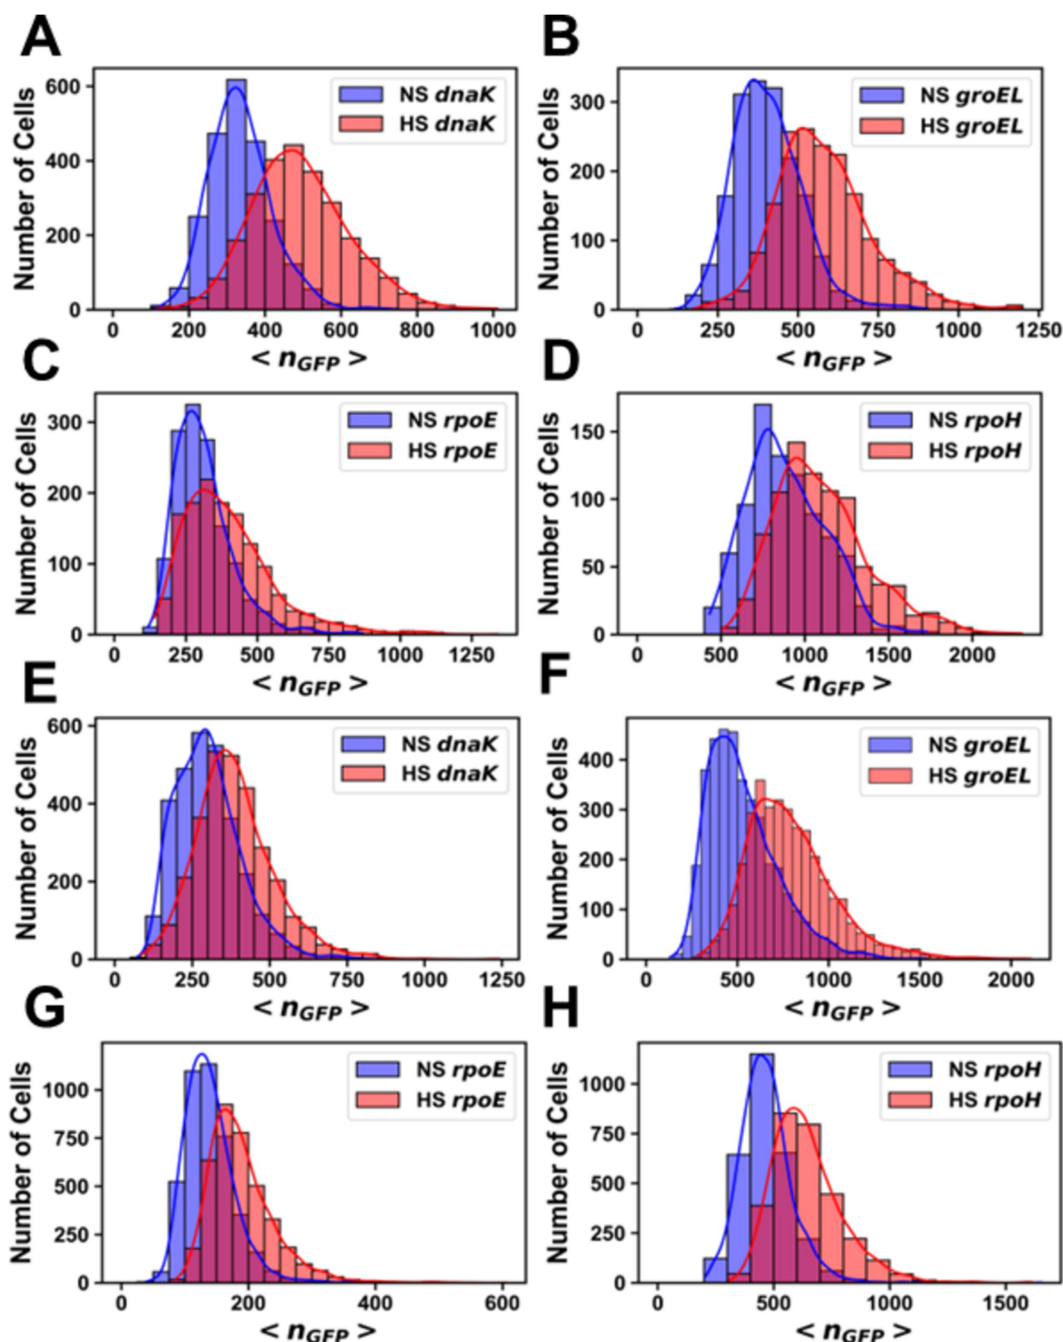 A
B
600
400
200
0
Number of Cells
NS dnaK
HS dnaK
0 200 400 600 800 1000
< nGFP >
300
200
100
0
Number of Cells
NS groEL
HS groEL
0 250 500 750 1000 1250
< nGFP >
C
D
300
200
100
0
Number of Cells
NS rpoE
HS rpoE
0 250 500 750 1000 1250
< nGFP >
150
100
50
0
Number of Cells
NS rpoH
HS rpoH
0 500 1000 1500 2000
< nGFP >
E
F
600
400
200
0
Number of Cells
NS dnaK
HS dnaK
0 250 500 750 1000 1250
< nGFP >
400
300
200
100
0
Number of Cells
NS groEL
HS groEL
0 500 1000 1500 2000
< nGFP >
G
H
1000
750
500
250
0
Number of Cells
NS rpoE
HS rpoE
0 200 400 600
< nGFP >
1000
750
500
250
0
Number of Cells
NS rpoH
HS rpoH
0 500 1000 1500
< nGFP >